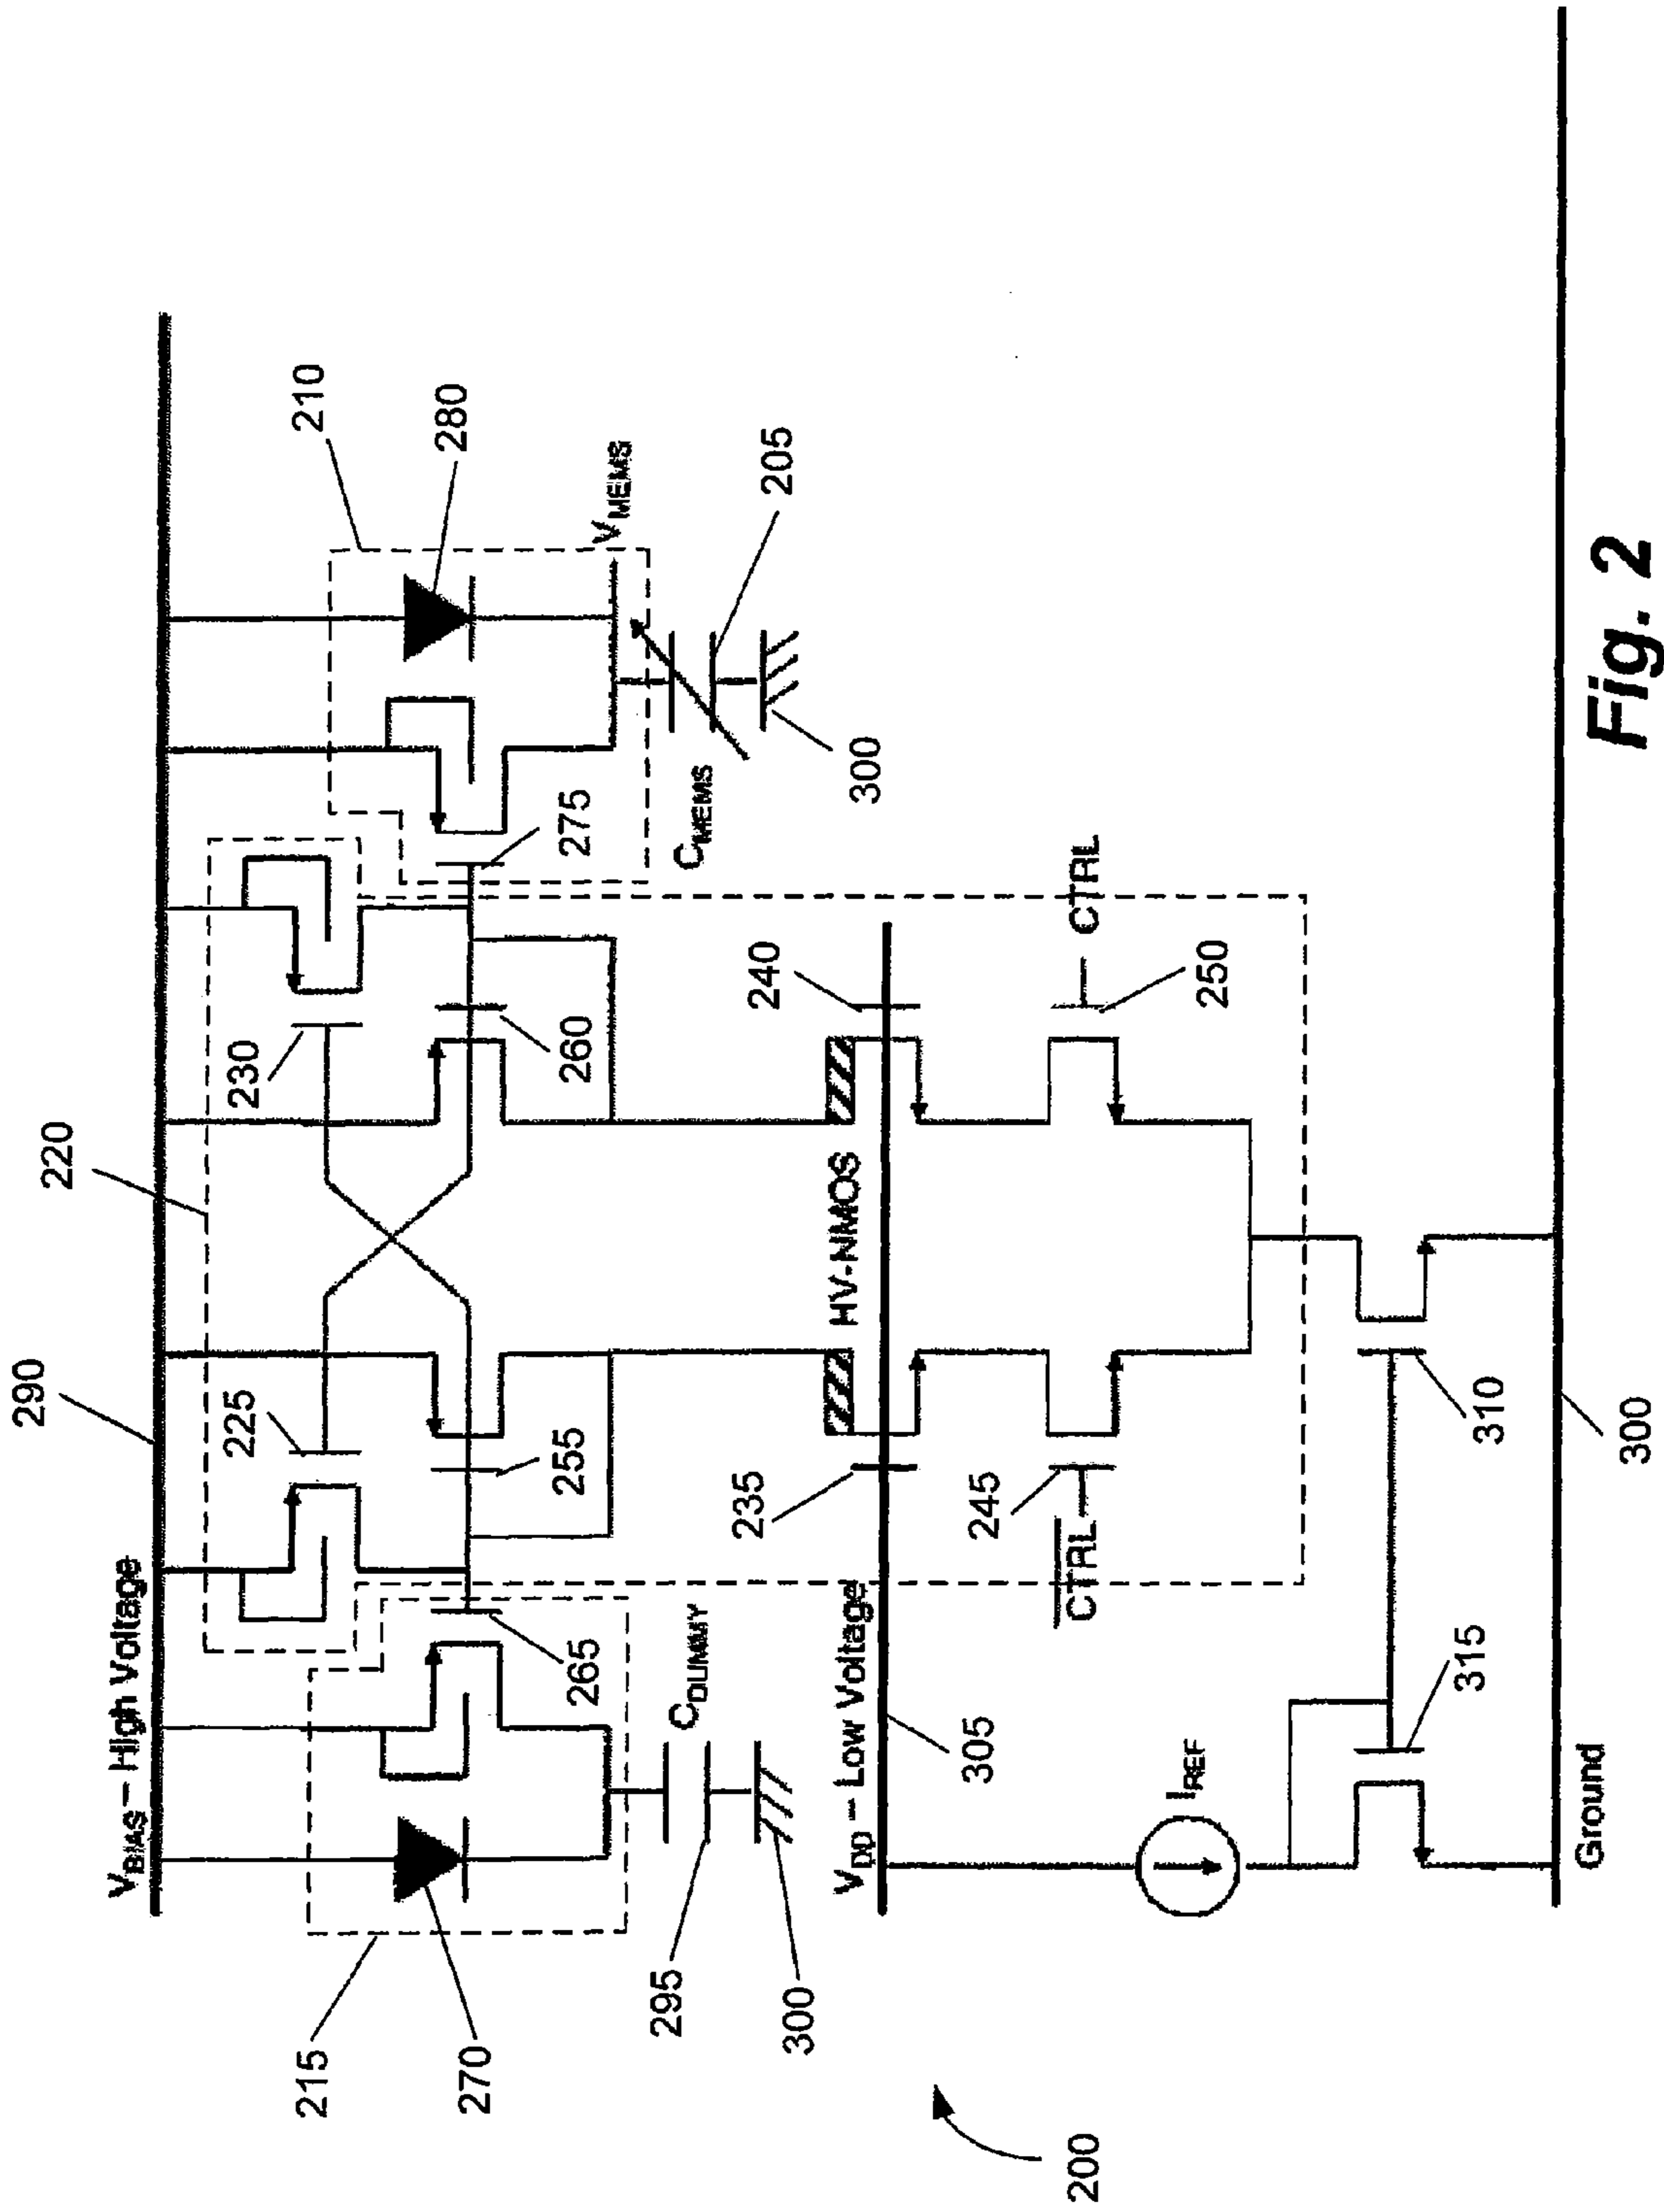 290
220
V_BIAS – High Voltage
215
270
225
230
210
280
255
265
260
275
V_MEMS
C_DUMMY
C_MEMS
205
295
300
300
HV-NMOS
235
240
V_DD – Low Voltage
305
245
CTRL
CTRL
250
I_REF
315
310
Ground
300
200
Fig. 2